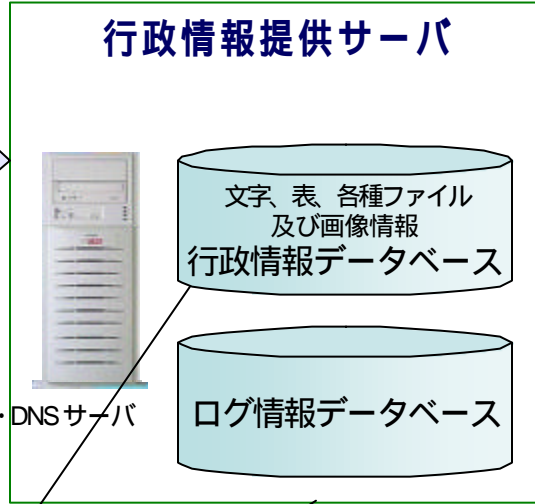 行政情報提供サーバ
文字、表、各種ファイル
及び画像情報
行政情報データベース
・DNSサーバ
ログ情報データベース